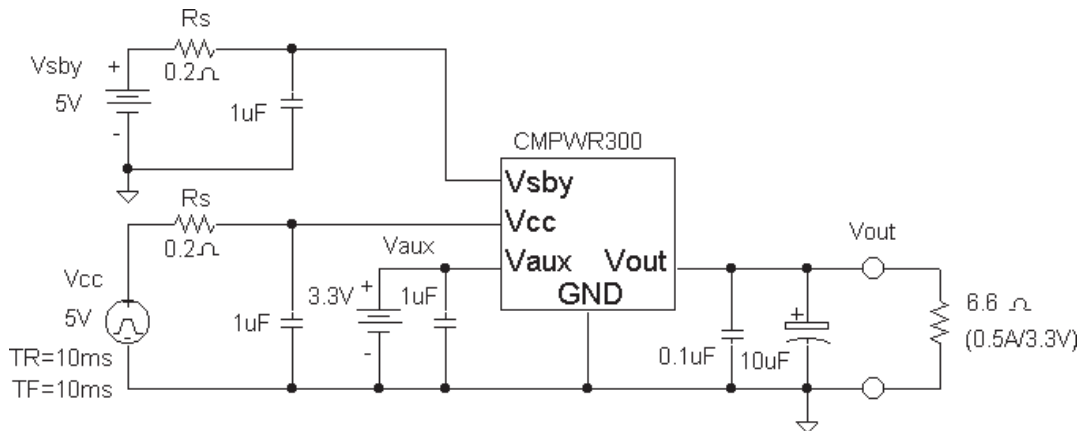 Rs
0.2Ω
Vsby
5V
+
-
1uF
CMPWR300
Vsby
Vcc
Vaux
Vout
GND
Rs
0.2Ω
Vcc
5V
TR=10ms
TF=10ms
1uF
Vaux
3.3V
+
-
1uF
0.1uF
+
10uF
Vout
6.6 Ω
(0.5A/3.3V)